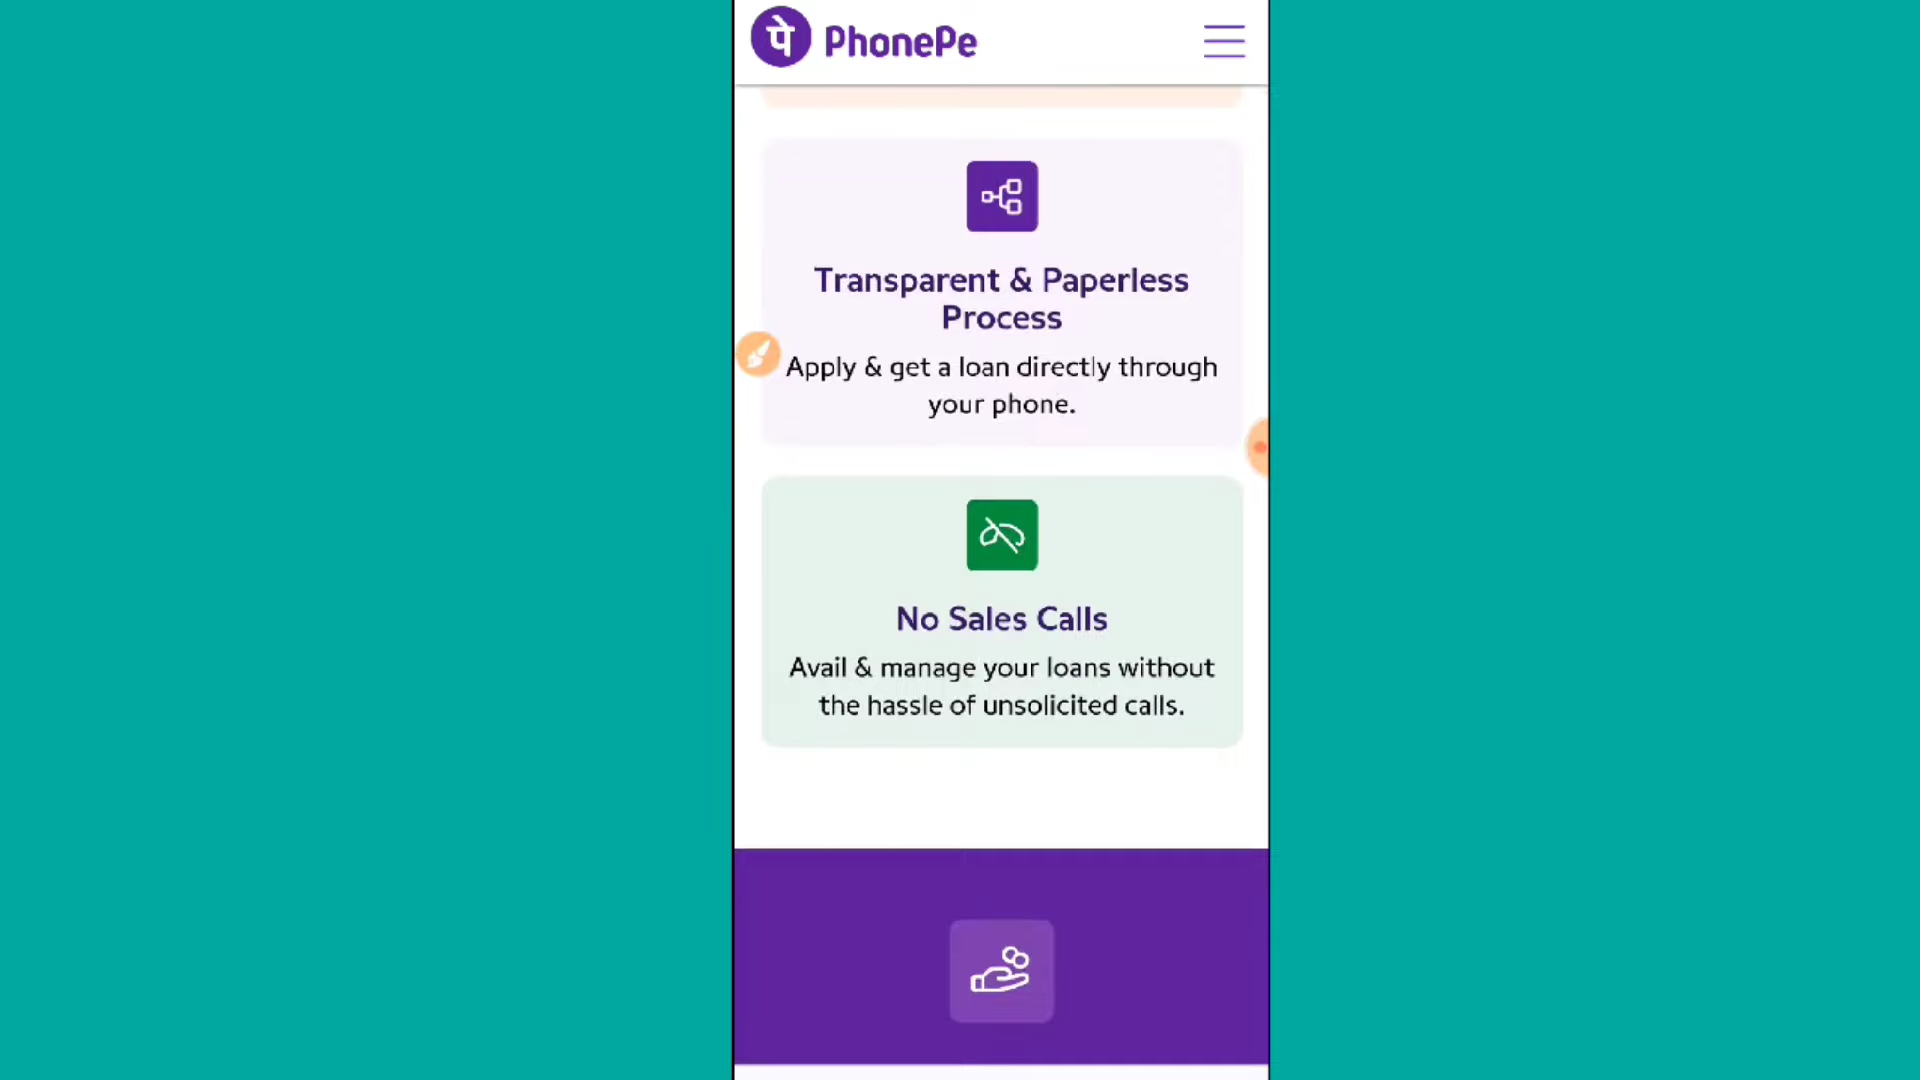 पे PhonePe
Transparent & Paperless
Process
Apply & get a loan directly through
your phone.
No Sales Calls
Avail & manage your loans without
the hassle of unsolicited calls.